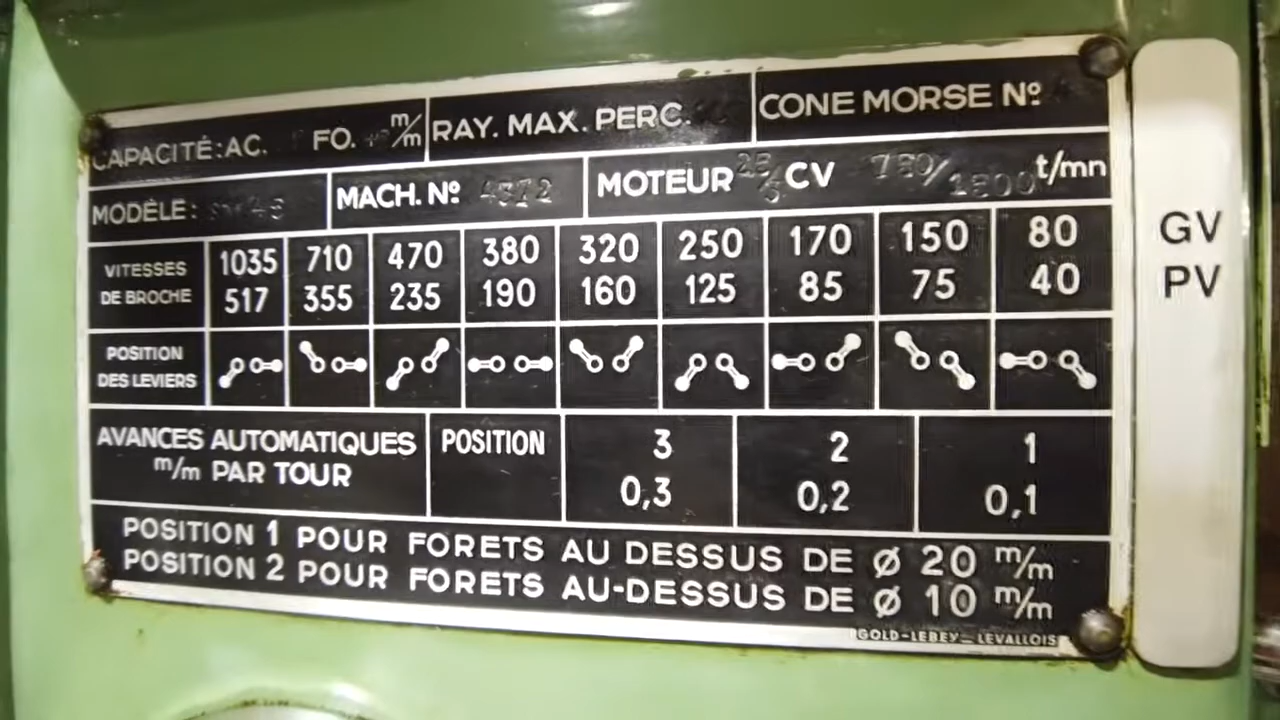 CAPACITÉ: AC. FO. m/m RAY. MAX. PERC. CONE MORSE Nº
MODÈLE: MACH. Nº MOTEUR CV t/mn
VITESSES DE BROCHE 1035 710 470 380 320 250 170 150 80 GV
517 355 235 190 160 125 85 75 40 PV
POSITION
DES LEVIERS
AVANCES AUTOMATIQUES POSITION 3 2 1
m/m PAR TOUR 0,3 0,2 0,1
POSITION 1 POUR FORETS AU DESSUS DE Ø 20 m/m
POSITION 2 POUR FORETS AU-DESSUS DE Ø 10 m/m
GOLD-LEBEY-LEVALLOIS